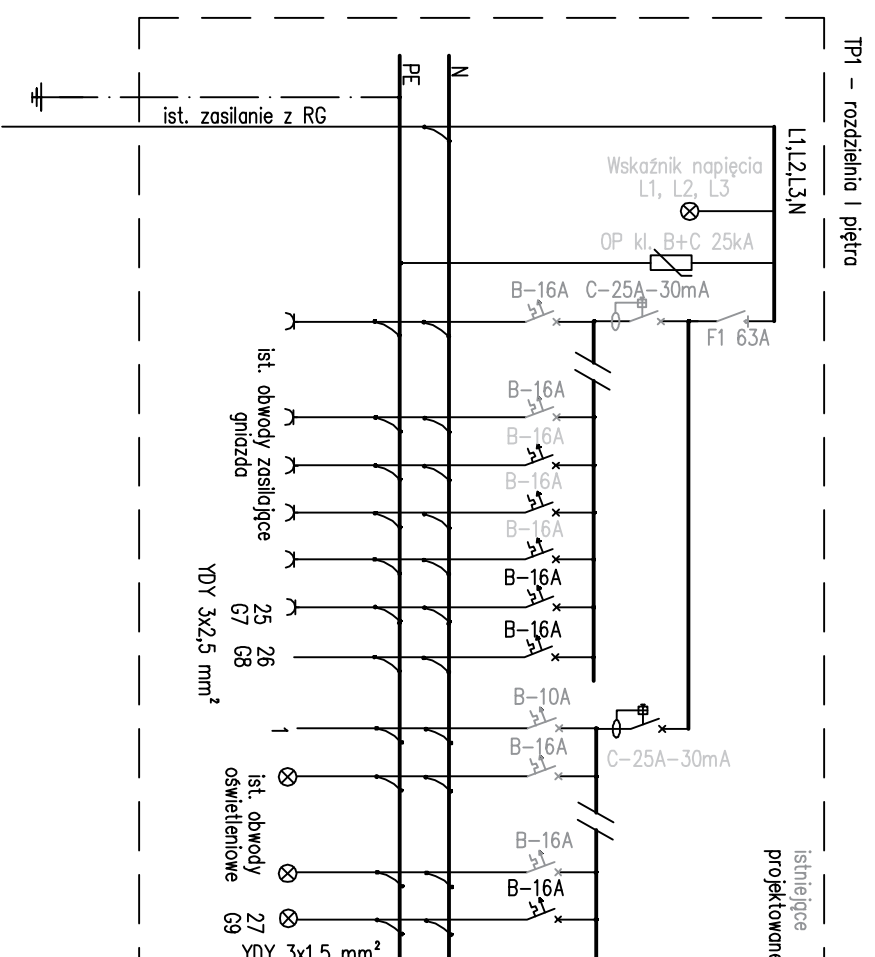 TP1 – rozdzielnia I piętra
PE
N
ist. zasilanie z RG
L1,L2,L3,N
Wskaźnik napięcia
L1, L2, L3
OP kl. B+C 25kA
B–16A
C–25A–30mA
F1 63A
B–16A
B–16A
B–16A
B–16A
B–16A
B–16A
ist. obwody zasilające
gniazda
25
G7
26
G8
YDY 3x2,5 mm²
B–10A
1
B–16A
C–25A–30mA
ist. obwody
oświetleniowe
B–16A
B–16A
27
G9
YDY 3x1,5 mm²
istniejące
projektowane